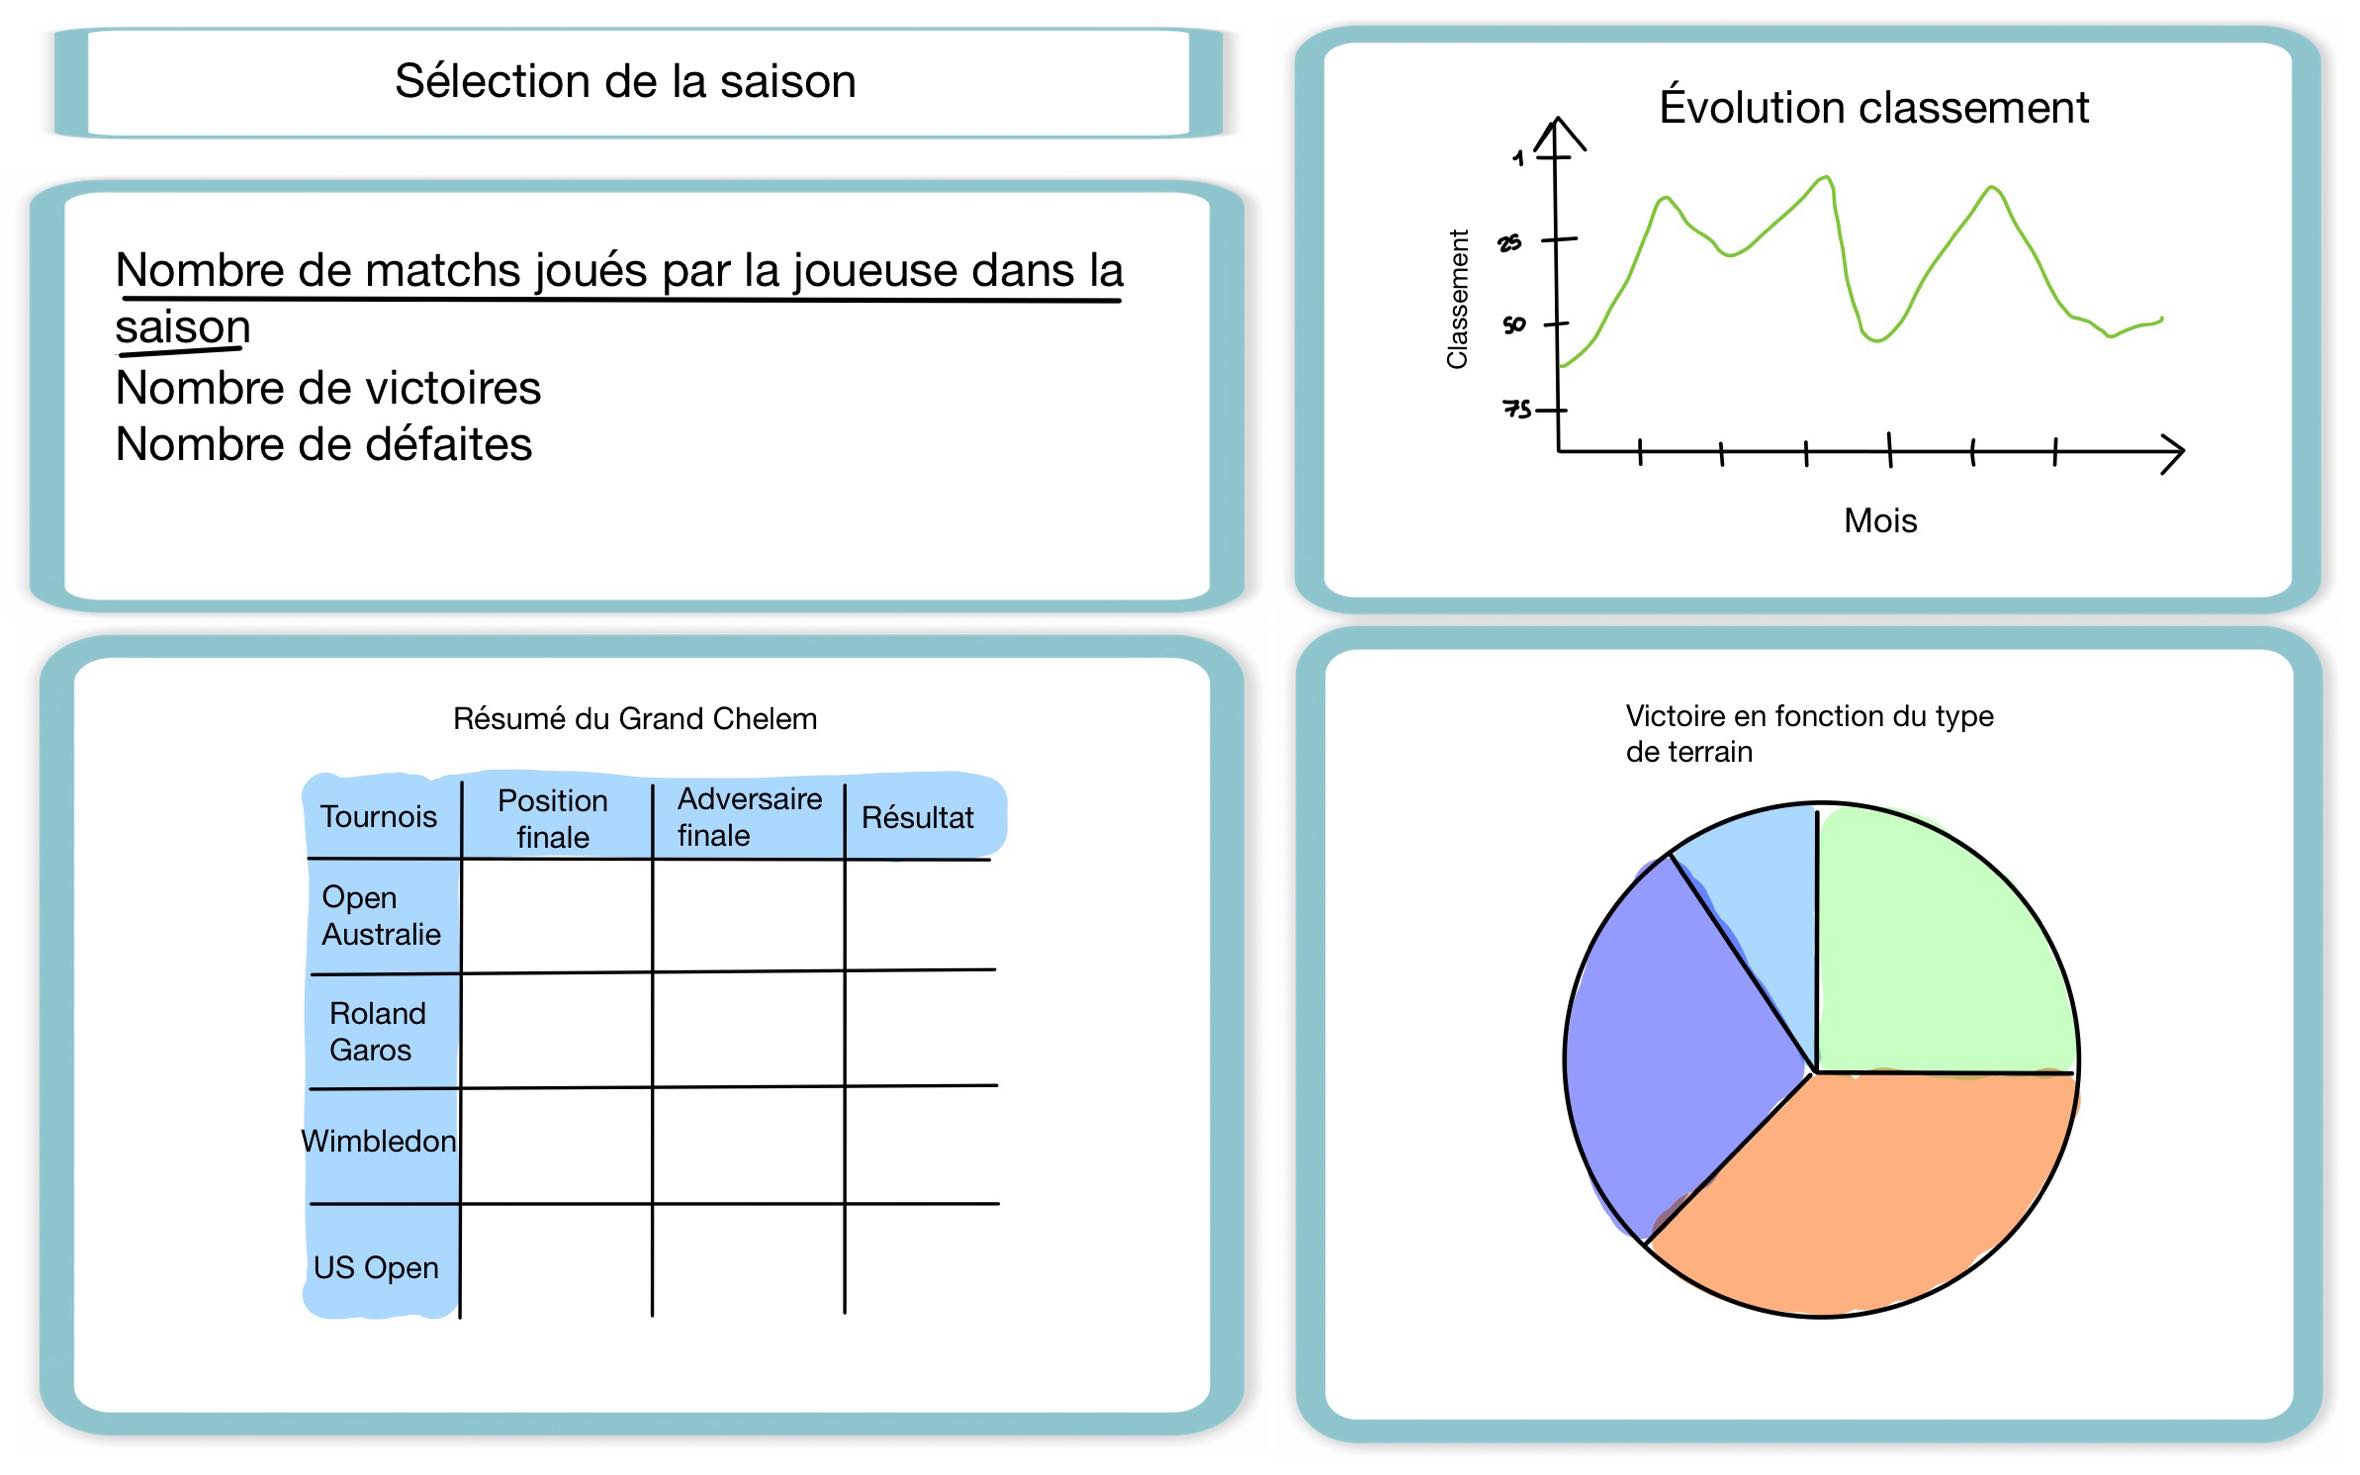 Sélection de la saison
Nombre de matchs joués par la joueuse dans la
saison
Nombre de victoires
Nombre de défaites
Évolution classement
Classement
1
25
50
75
Mois
Résumé du Grand Chelem
Tournois
Position
finale
Adversaire
finale
Résultat
Open
Australie
Roland
Garos
Wimbledon
US Open
Victoire en fonction du type
de terrain